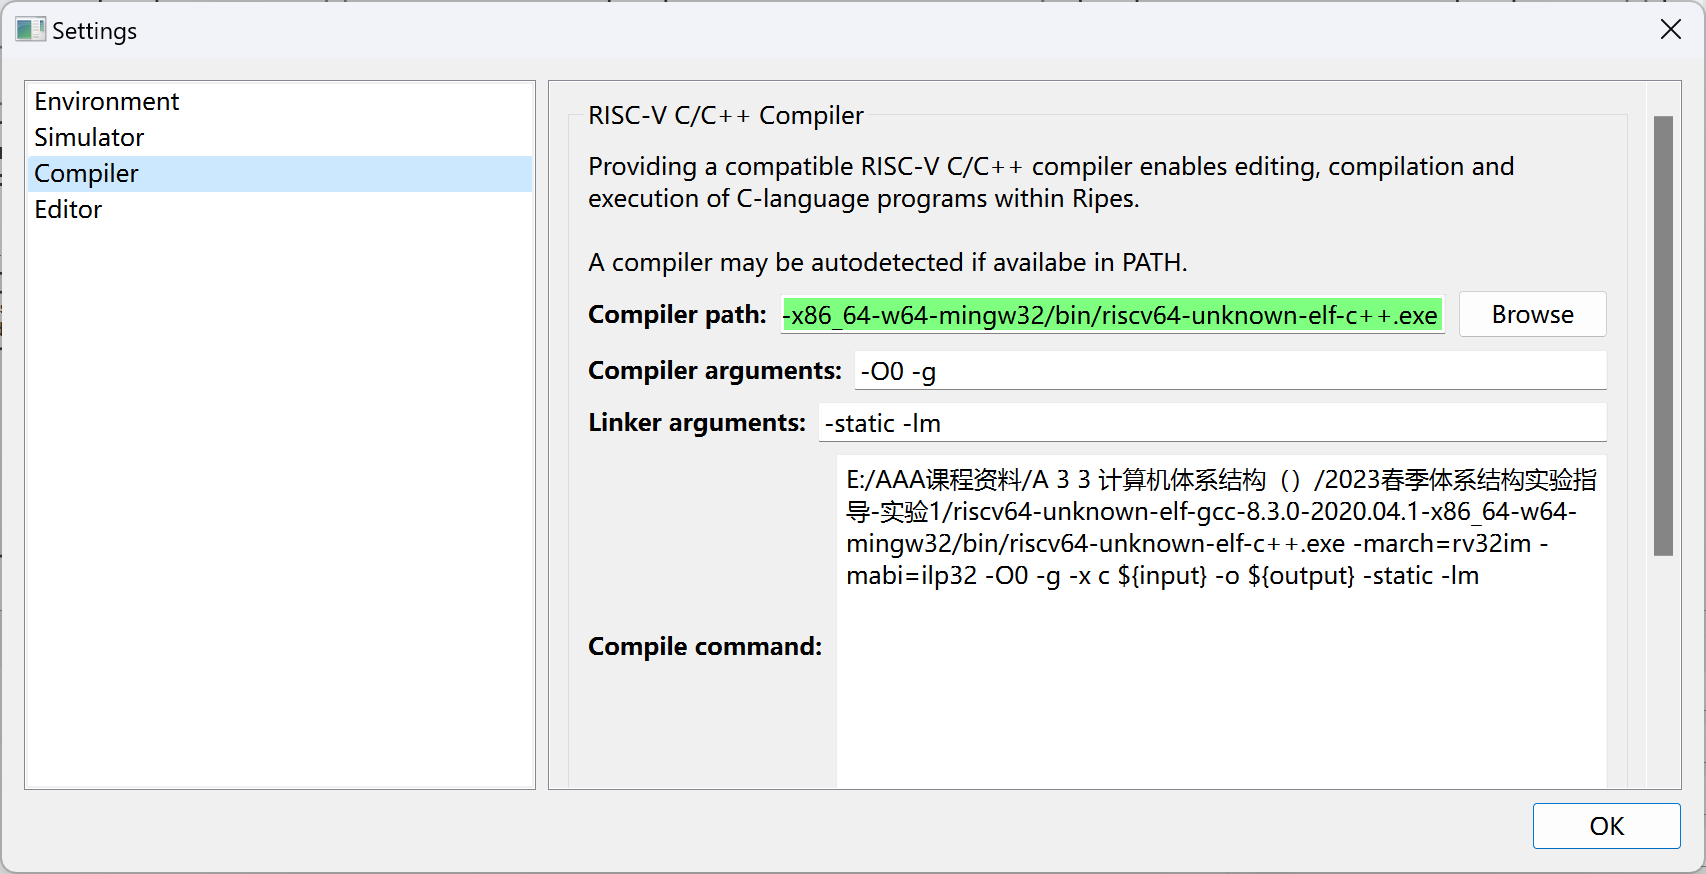 Settings
Environment
Simulator
Compiler
Editor
RISC-V C/C++ Compiler
Providing a compatible RISC-V C/C++ compiler enables editing, compilation and
execution of C-language programs within Ripes.
A compiler may be autodetected if availabe in PATH.
Compiler path: -x86_64-w64-mingw32/bin/riscv64-unknown-elf-c++.exe Browse
Compiler arguments: -O0 -g
Linker arguments: -static -lm
E:/AAA课程资料/A 3 3 计算机体系结构（）/2023春季体系结构实验指
导-实验1/riscv64-unknown-elf-gcc-8.3.0-2020.04.1-x86_64-w64-
mingw32/bin/riscv64-unknown-elf-c++.exe -march=rv32im -
mabi=ilp32 -O0 -g -x c ${input} -o ${output} -static -lm
Compile command:
OK